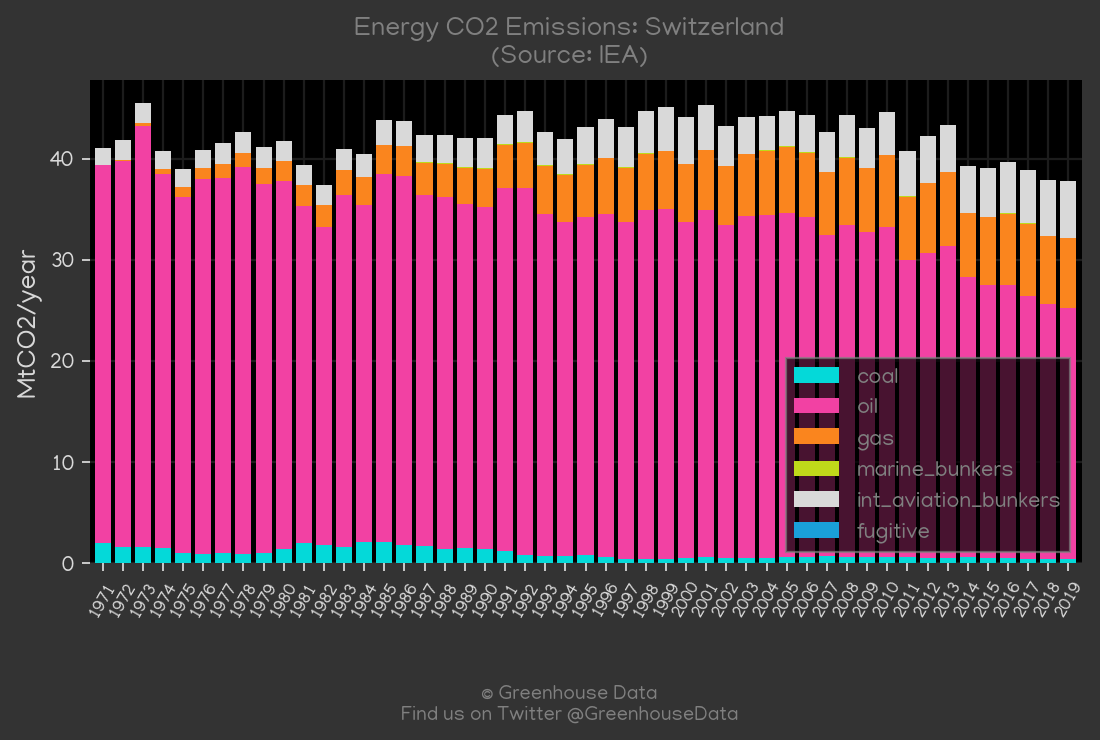 Energy CO2 Emissions: Switzerland
(Source: IEA)
MtCO2/year
40
30
20
10
0
coal
oil
gas
marine_bunkers
int_aviation_bunkers
fugitive
1971 1972 1973 1974 1975 1976 1977 1978 1979 1980 1981 1982 1983 1984 1985 1986 1987 1988 1989 1990 1991 1992 1993 1994 1995 1996 1997 1998 1999 2000 2001 2002 2003 2004 2005 2006 2007 2008 2009 2010 2011 2012 2013 2014 2015 2016 2017 2018 2019
© Greenhouse Data
Find us on Twitter @GreenhouseData